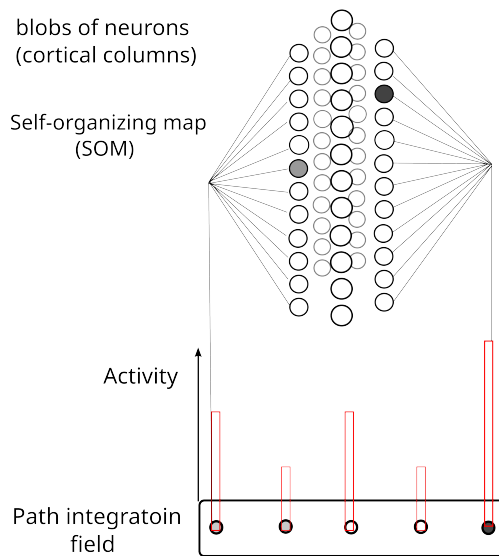 blobs of neurons
(cortical columns)
Self-organizing map
(SOM)
Activity
Path integratoin
field